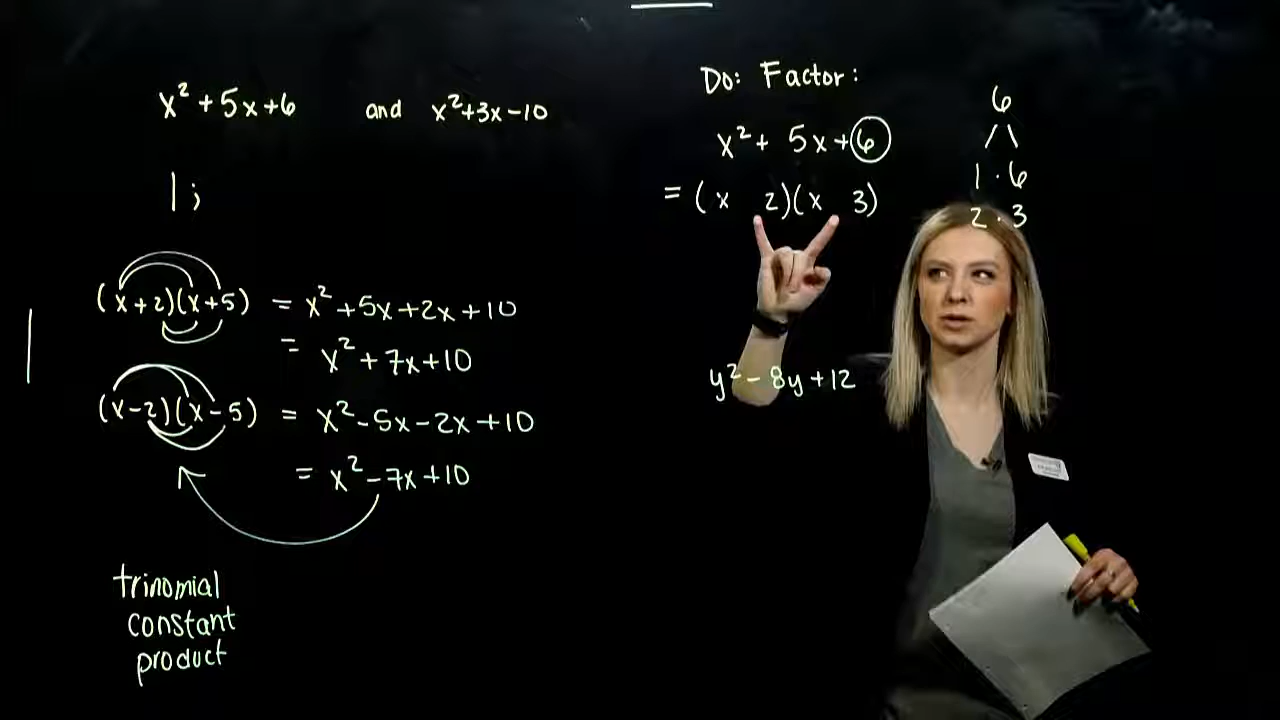 x² + 5x + 6 and x² + 3x − 10
1;
(x + 2)(x + 5) = x² + 5x + 2x + 10
= x² + 7x + 10
(x − 2)(x − 5) = x² − 5x − 2x + 10
= x² − 7x + 10
trinomial
constant
product
Do: Factor:
x² + 5x + 6
= (x 2)(x 3)
6
1 · 6
2 · 3
y² − 8y + 12